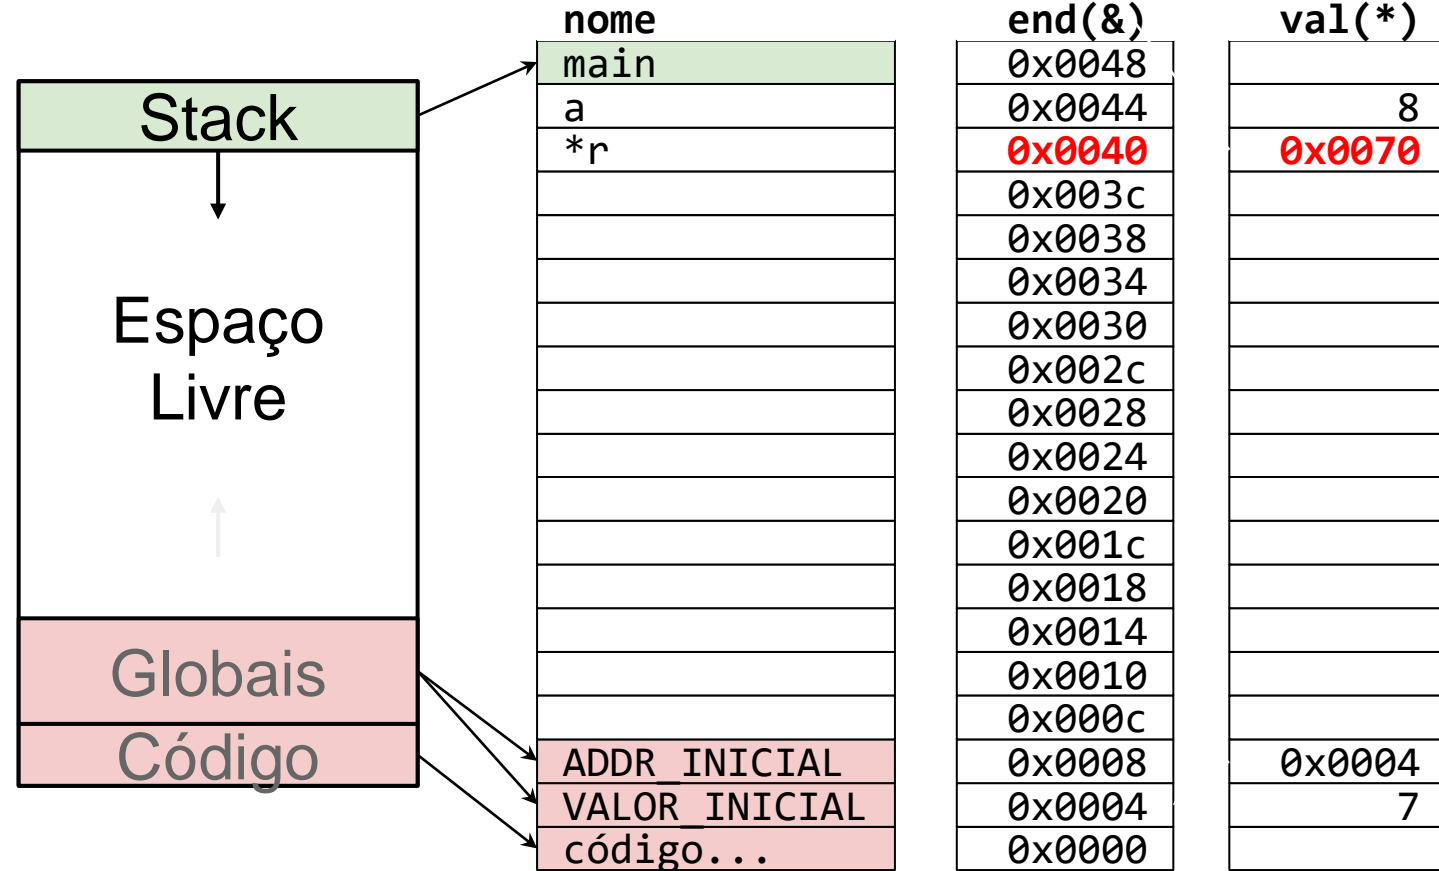 nome end(&) val(*)
Stack
Espaço
Livre
Globais
Código
main 0x0048
a 0x0044 8
*r 0x0040 0x0070
0x003c
0x0038
0x0034
0x0030
0x002c
0x0028
0x0024
0x0020
0x001c
0x0018
0x0014
0x0010
0x000c
ADDR_INICIAL 0x0008 0x0004
VALOR_INICIAL 0x0004 7
código... 0x0000